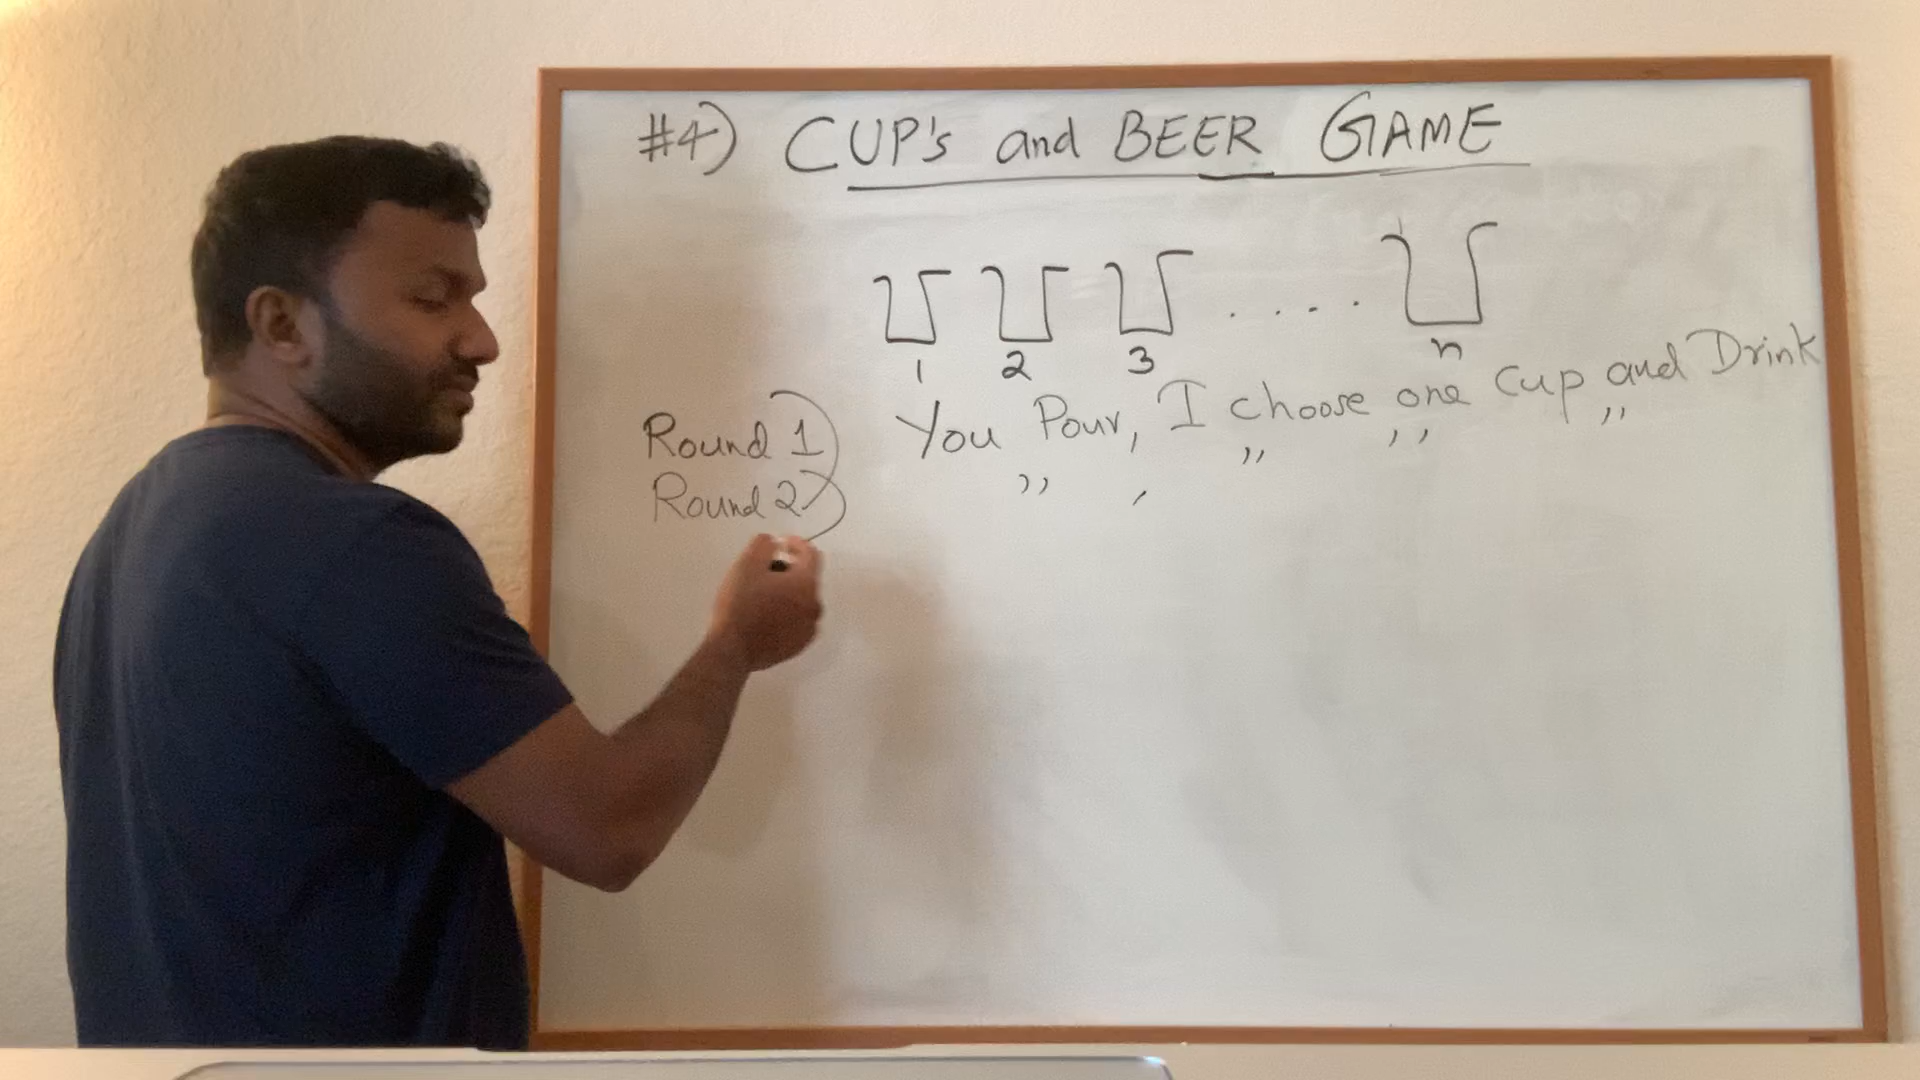 #4) CUP's and BEER GAME
1 2 3 .... n
Round 1) You Pour, I choose one Cup and Drink
Round 2) ,, , ,, ,, ,,